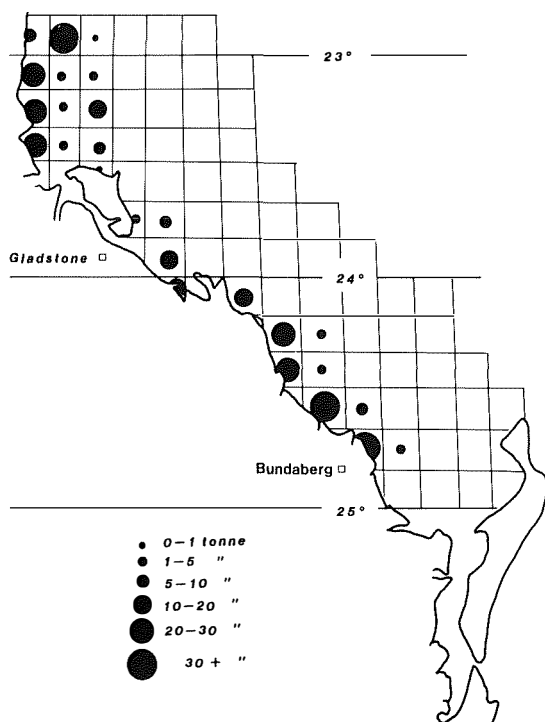 23°
Gladstone
24°
Bundaberg
25°
0-1 tonne
1-5 "
5-10 "
10-20 "
20-30 "
30 + "